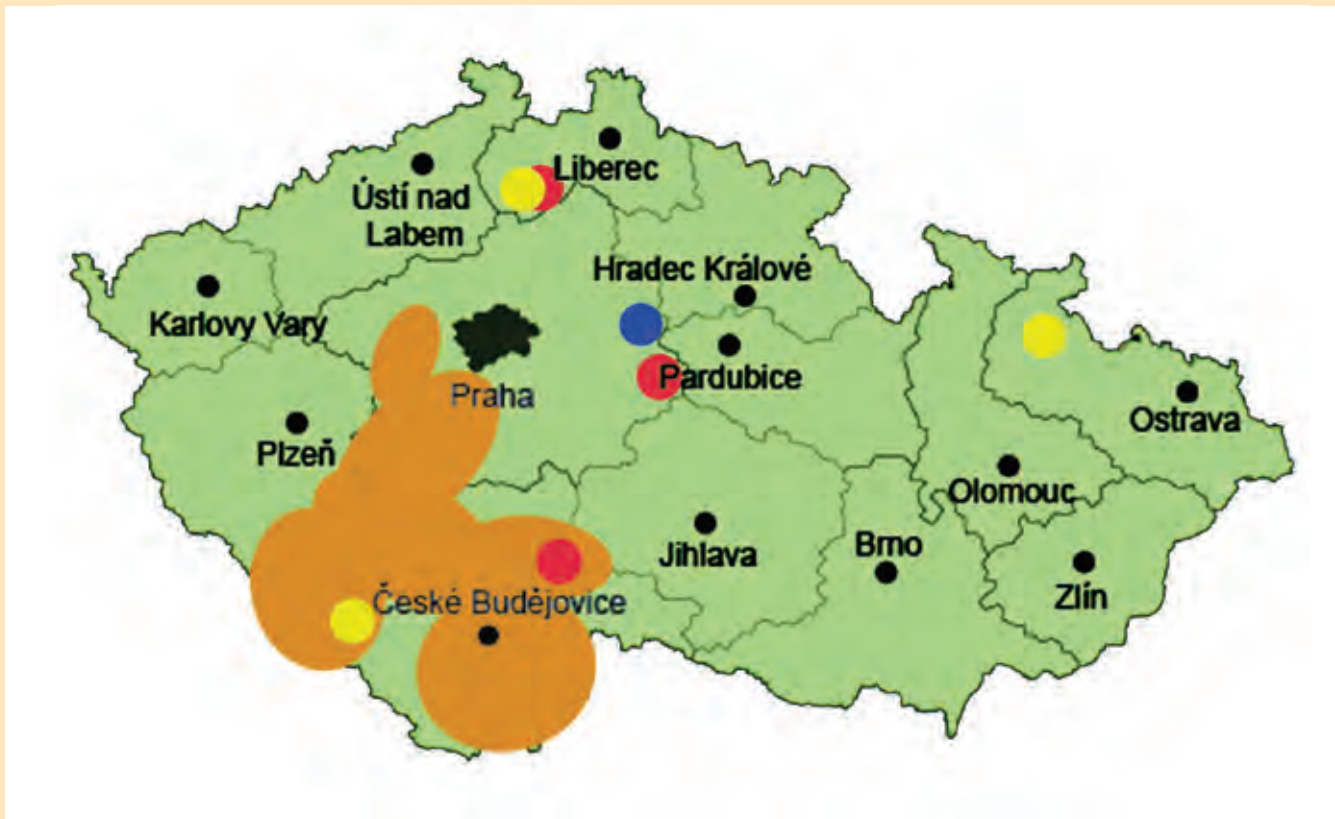 Liberec
Ústí nad
Labem
Hradec Králové
Karlovy Vary
Pardubice
Praha
Ostrava
Plzeň
Olomouc
Jihlava
Brno
Zlín
České Budějovice